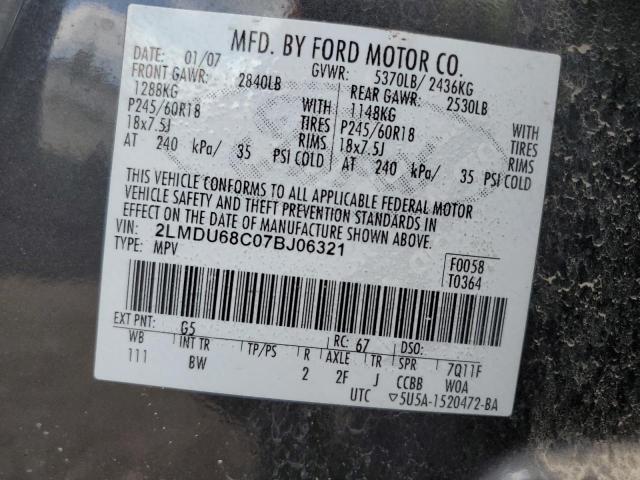 MFD. BY FORD MOTOR CO.
DATE: 01/07 GVWR: 5370LB/ 2436KG
FRONT GAWR: 2840LB REAR GAWR: 2530LB
1288KG WITH 1148KG WITH
P245/60R18 TIRES P245/60R18 TIRES
18x7.5J RIMS 18x7.5J RIMS
AT 240 kPa/ 35 PSI COLD AT 240 kPa/ 35 PSI COLD
THIS VEHICLE CONFORMS TO ALL APPLICABLE FEDERAL MOTOR
VEHICLE SAFETY AND THEFT PREVENTION STANDARDS IN
EFFECT ON THE DATE OF MANUFACTURE SHOWN ABOVE.
VIN: 2LMDU68C07BJ06321
TYPE: MPV
F0058
T0364
EXT PNT: G5 RC: 67 DSO:
WB INT TR TP/PS R AXLE TR SPR 7Q11F
111 BW 2 2F J CCBB W0A
UTC ▽5U5A-1520472-BA